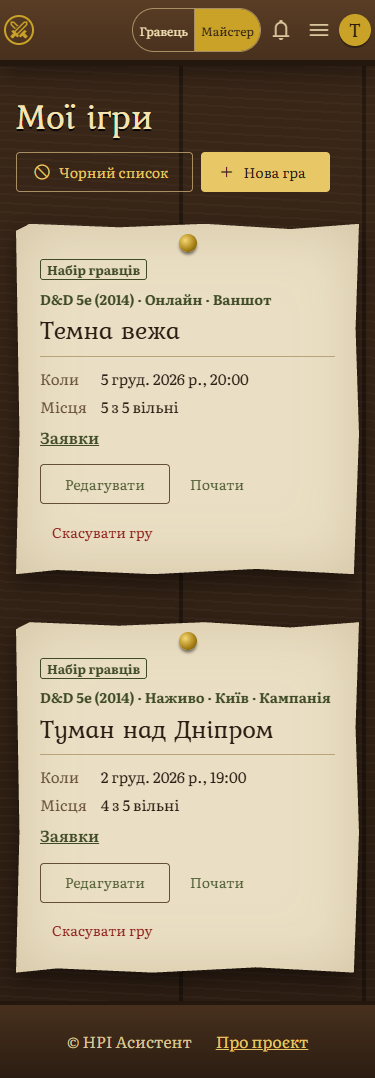 Гравець Майстер T
Мої ігри
Чорний список + Нова гра
Набір гравців
D&D 5e (2014) · Онлайн · Ваншот
Темна вежа
Коли 5 груд. 2026 р., 20:00
Місця 5 з 5 вільні
Заявки
Редагувати Почати
Скасувати гру
Набір гравців
D&D 5e (2014) · Наживо · Київ · Кампанія
Туман над Дніпром
Коли 2 груд. 2026 р., 19:00
Місця 4 з 5 вільні
Заявки
Редагувати Почати
Скасувати гру
© НРІ Асистент Про проєкт